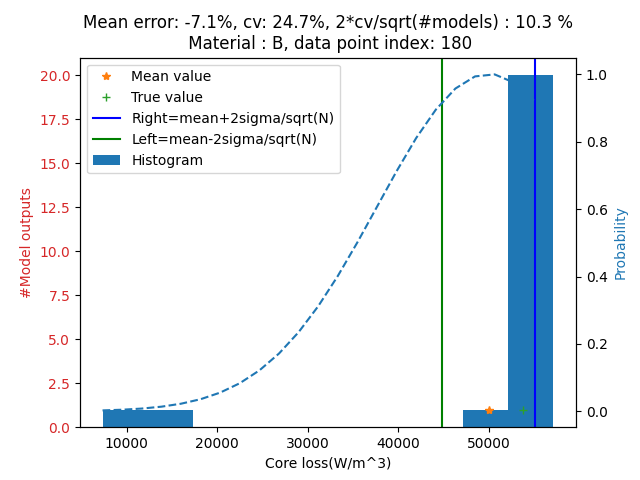 Mean error: -7.1%, cv: 24.7%, 2*cv/sqrt(#models) : 10.3 %
Material : B, data point index: 180
Mean value
True value
Right=mean+2sigma/sqrt(N)
Left=mean-2sigma/sqrt(N)
Histogram
#Model outputs
20.0
17.5
15.0
12.5
10.0
7.5
5.0
2.5
0.0
10000 20000 30000 40000 50000
Core loss(W/m^3)
1.0
0.8
0.6
0.4
0.2
0.0
Probability